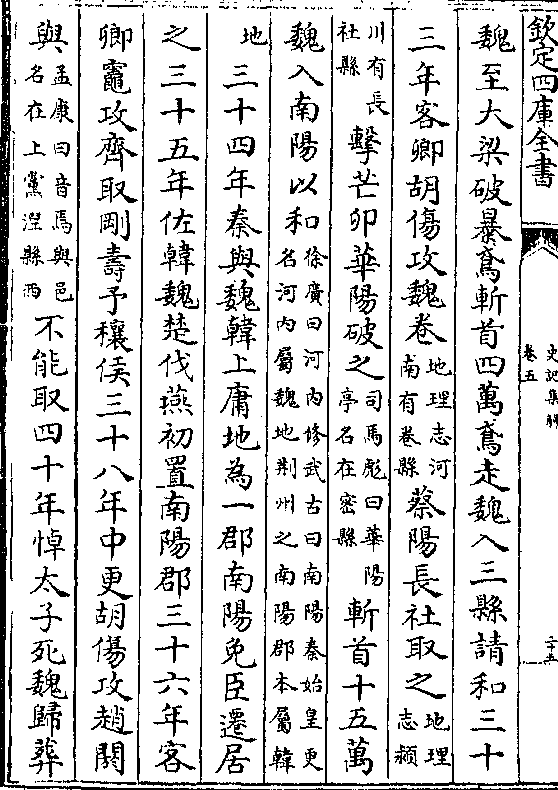 欽定四庫全書
史記集解
卷五
二十五
魏至大梁破暴鳶斬首四萬鳶走魏入三縣請和三十
三年客卿胡傷攻魏卷地理志河南有卷縣蔡陽長社取之地理志潁
川有長社縣擊芒卯華陽破之司馬彪曰華陽亭名在密縣斬首十五萬
魏入南陽以和徐廣曰河內修武古曰南陽秦始皇更名河內屬魏地荆州之南陽郡本屬韓
地三十四年秦與魏韓上庸地為一郡南陽免臣遷居
之三十五年佐韓魏楚伐燕初置南陽郡三十六年客
卿竈攻齊取剛壽予穰侯三十八年中更胡傷攻趙閼
與孟康曰音焉與邑名在上黨涅縣西不能取四十年悼太子死魏歸葬